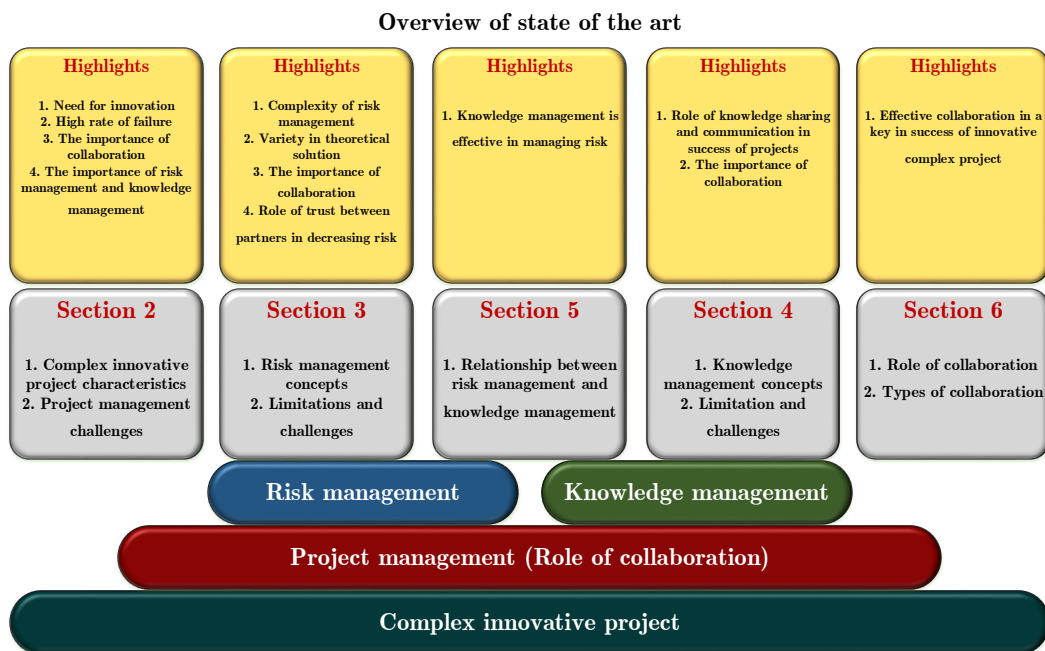 Overview of state of the art
Highlights
1. Need for innovation
2. High rate of failure
3. The importance of
collaboration
4. The importance of risk
management and knowledge
management
Highlights
1. Complexity of risk
management
2. Variety in theoretical
solution
3. The importance of
collaboration
4. Role of trust between
partners in decreasing risk
Highlights
1. Knowledge management is
effective in managing risk
Highlights
1. Role of knowledge sharing
and communication in
success of projects
2. The importance of
collaboration
Highlights
1. Effective collaboration in a
key in success of innovative
complex project
Section 2
1. Complex innovative
project characteristics
2. Project management
challenges
Section 3
1. Risk management
concepts
2. Limitations and
challenges
Section 5
1. Relationship between
risk management and
knowledge management
Section 4
1. Knowledge
management concepts
2. Limitation and
challenges
Section 6
1. Role of collaboration
2. Types of collaboration
Risk management
Knowledge management
Project management (Role of collaboration)
Complex innovative project